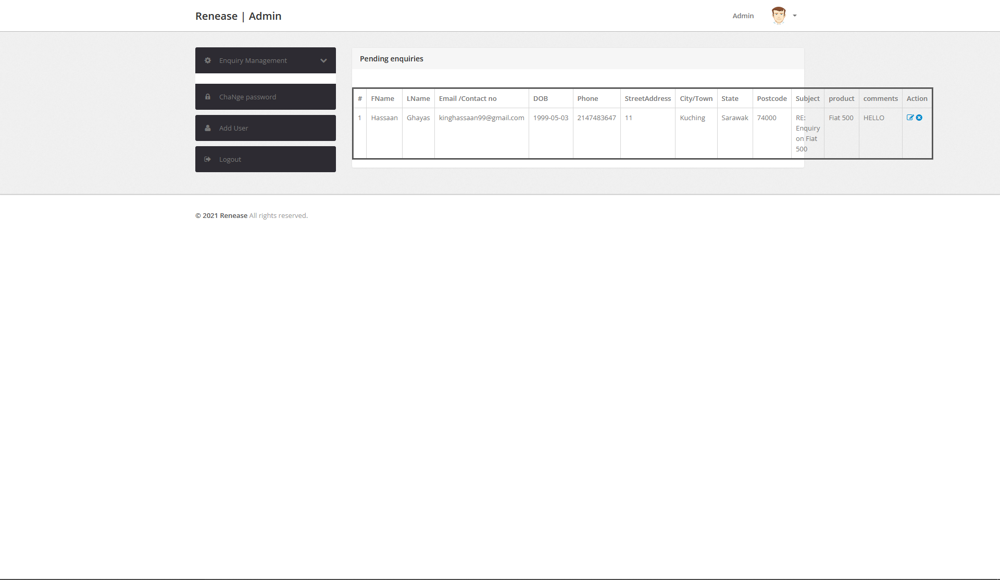 Renease | Admin
Admin
Enquiry Management
ChaNge password
Add User
Logout
Pending enquiries
# FName LName Email /Contact no DOB Phone StreetAddress City/Town State Postcode Subject product comments Action
1 Hassaan Ghayas kinghassaan99@gmail.com 1999-05-03 2147483647 11 Kuching Sarawak 74000 RE: Fiat 500 HELLO
Enquiry
on Fiat
500
© 2021 Renease All rights reserved.